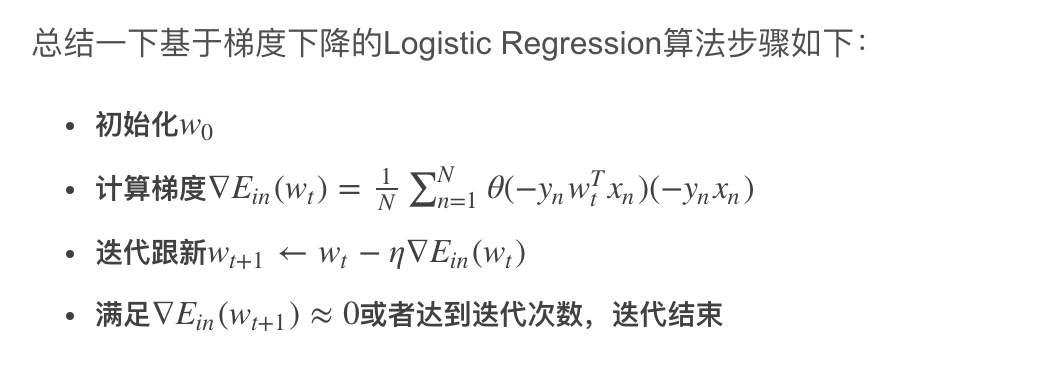 总结一下基于梯度下降的Logistic Regression算法步骤如下：
• 初始化$w_0$
• 计算梯度$\nabla E_{in}(w_t) = \frac{1}{N} \sum_{n=1}^{N} \theta(-y_n w_t^T x_n)(-y_n x_n)$
• 迭代跟新$w_{t+1} \leftarrow w_t - \eta \nabla E_{in}(w_t)$
• 满足$\nabla E_{in}(w_{t+1}) \approx 0$或者达到迭代次数，迭代结束